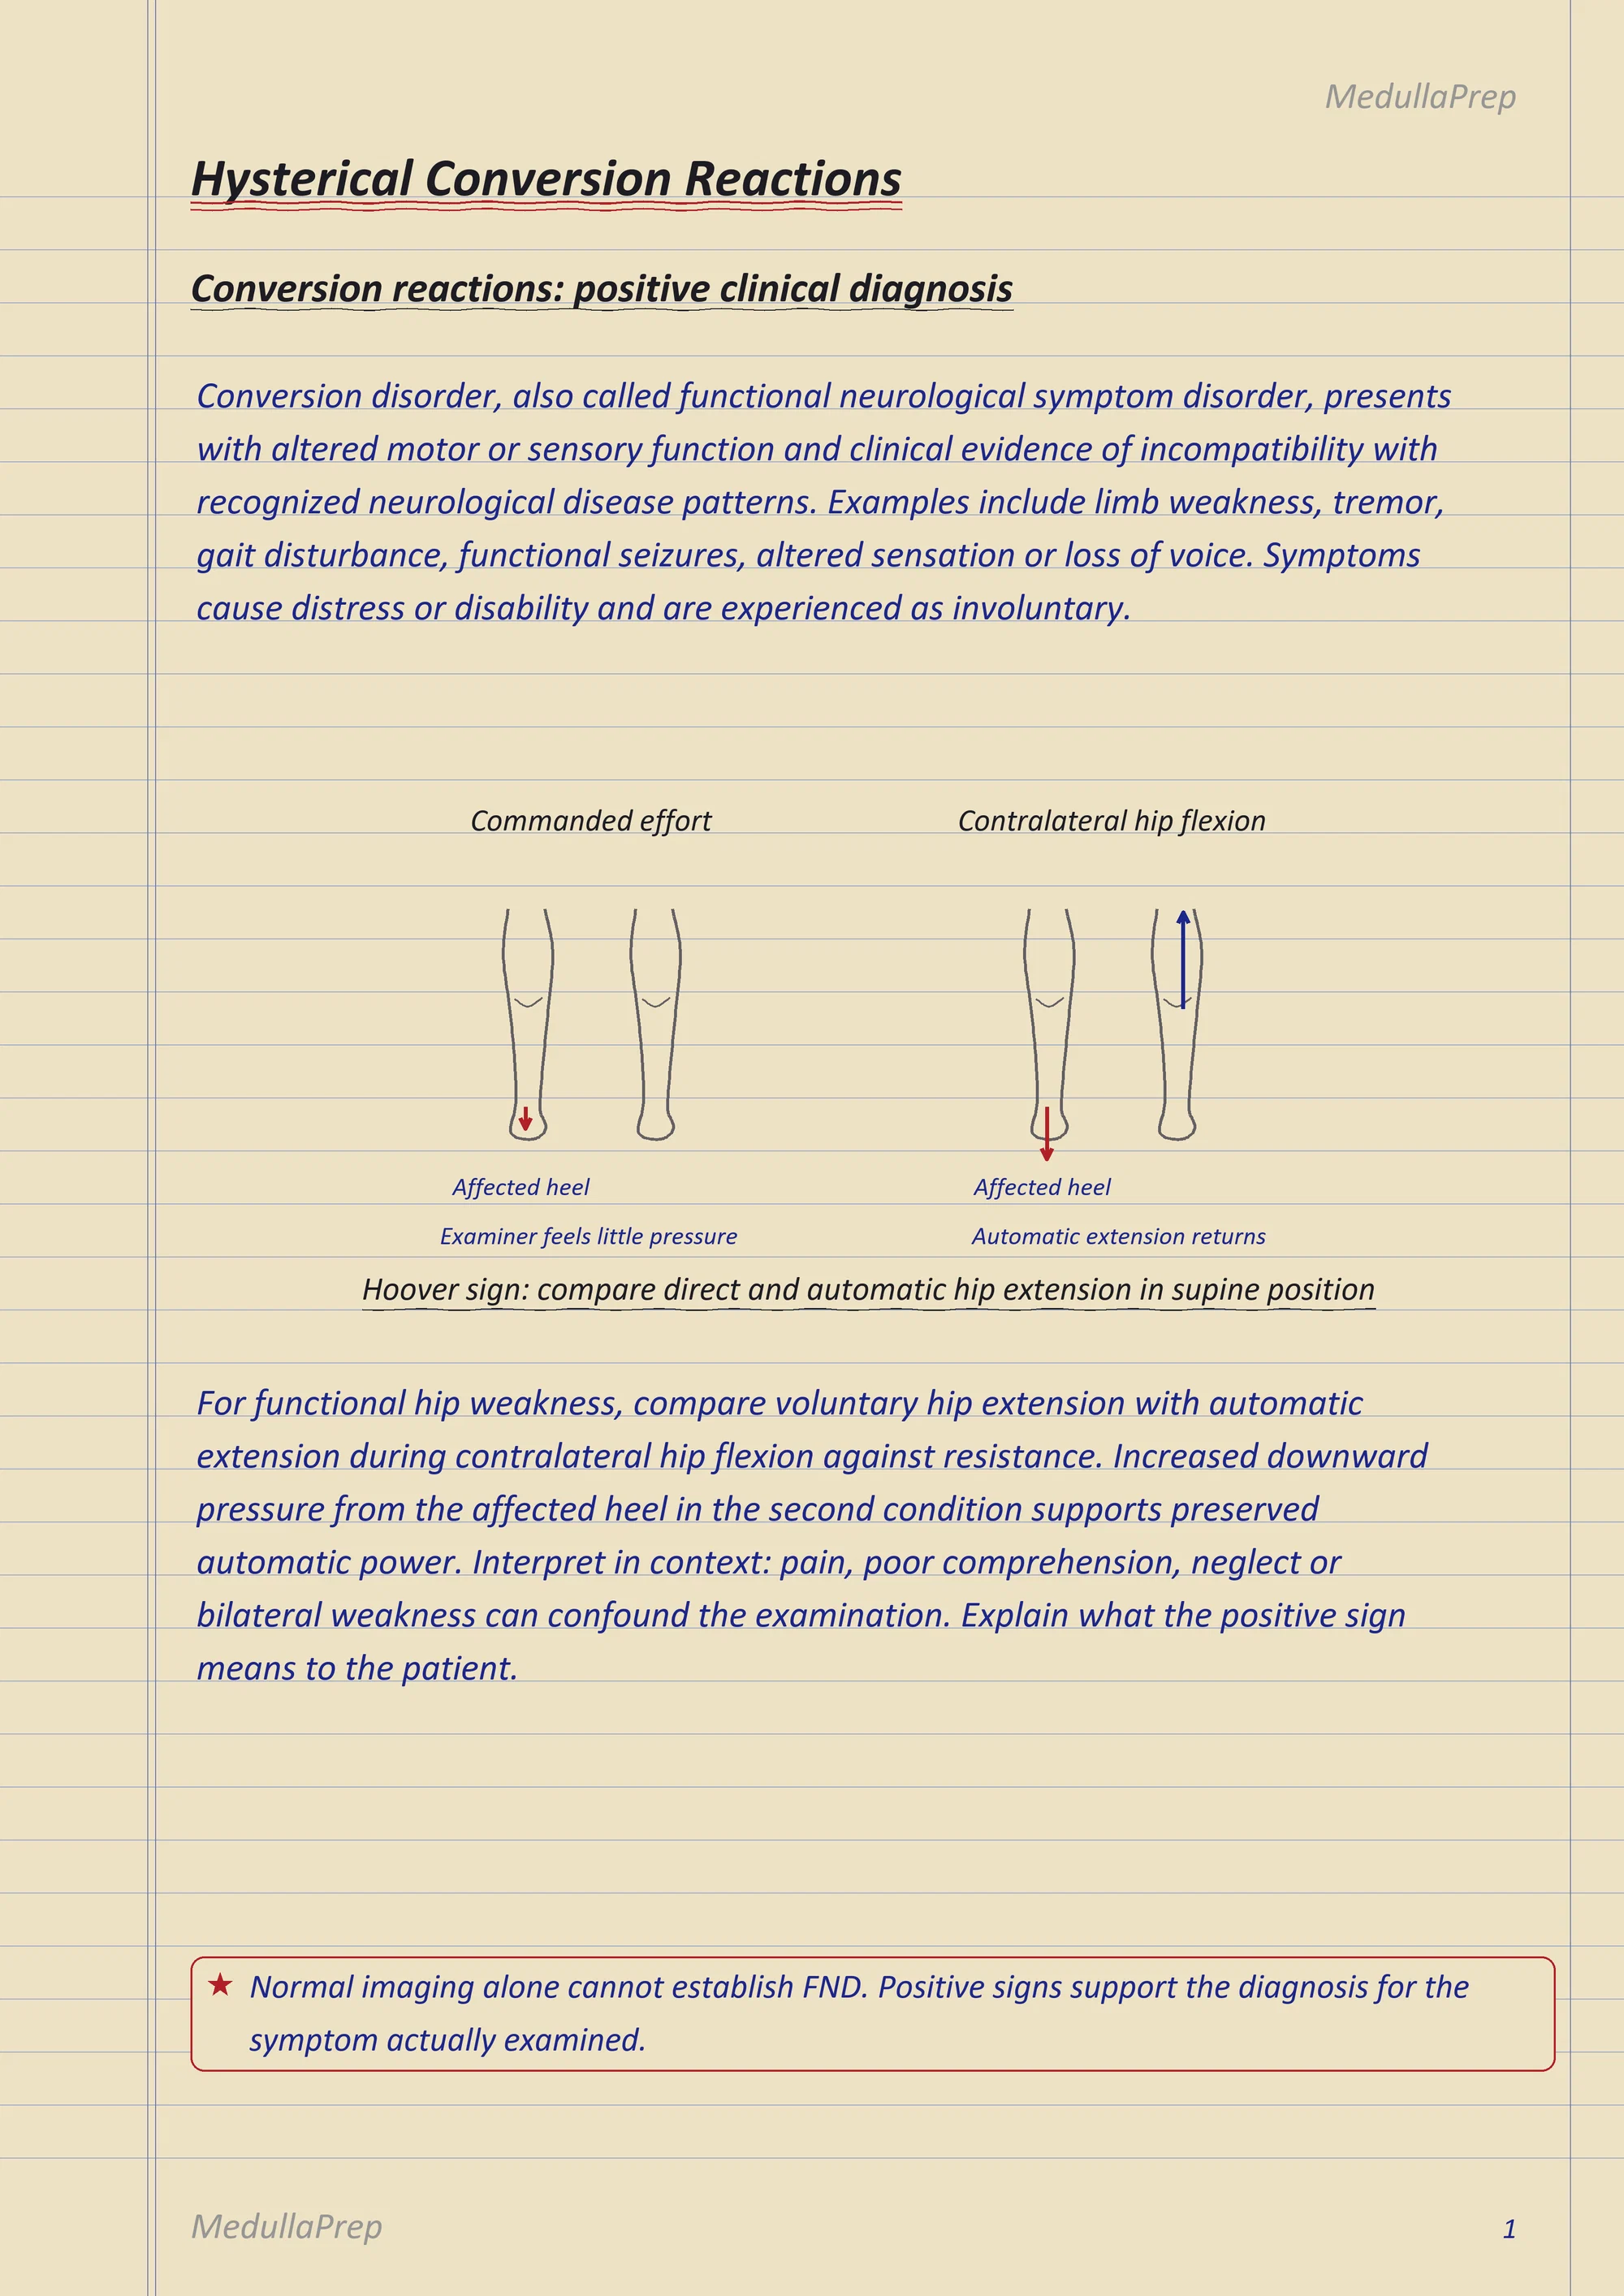 MedullaPrep
Hysterical Conversion Reactions
Conversion reactions: positive clinical diagnosis
Conversion disorder, also called functional neurological symptom disorder, presents
with altered motor or sensory function and clinical evidence of incompatibility with
recognized neurological disease patterns. Examples include limb weakness, tremor,
gait disturbance, functional seizures, altered sensation or loss of voice. Symptoms
cause distress or disability and are experienced as involuntary.
Commanded effort
Contralateral hip flexion
Affected heel
Affected heel
Examiner feels little pressure
Automatic extension returns
Hoover sign: compare direct and automatic hip extension in supine position
For functional hip weakness, compare voluntary hip extension with automatic
extension during contralateral hip flexion against resistance. Increased downward
pressure from the affected heel in the second condition supports preserved
automatic power. Interpret in context: pain, poor comprehension, neglect or
bilateral weakness can confound the examination. Explain what the positive sign
means to the patient.
★ Normal imaging alone cannot establish FND. Positive signs support the diagnosis for the
symptom actually examined.
MedullaPrep
1